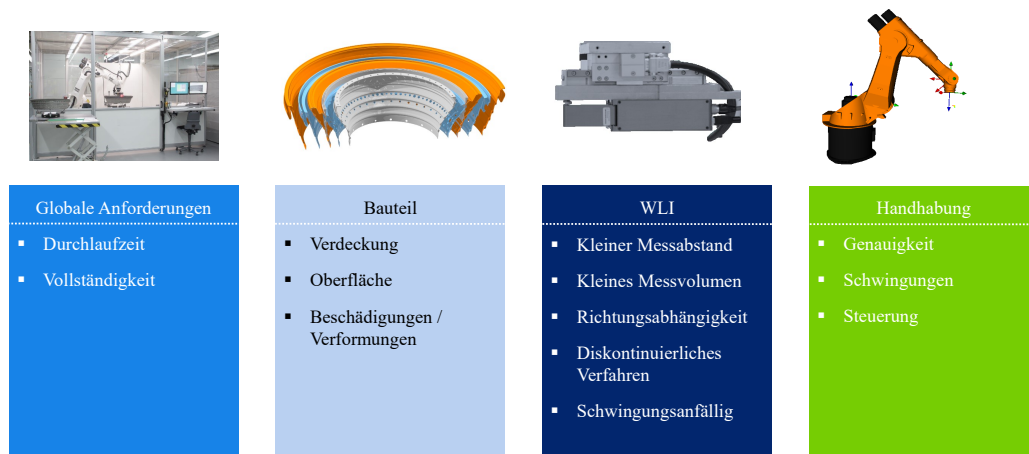 Globale Anforderungen
▪ Durchlaufzeit
▪ Vollständigkeit
Bauteil
▪ Verdeckung
▪ Oberfläche
▪ Beschädigungen /
Verformungen
WLI
▪ Kleiner Messabstand
▪ Kleines Messvolumen
▪ Richtungsabhängigkeit
▪ Diskontinuierliches
Verfahren
▪ Schwingungsanfällig
Handhabung
▪ Genauigkeit
▪ Schwingungen
▪ Steuerung